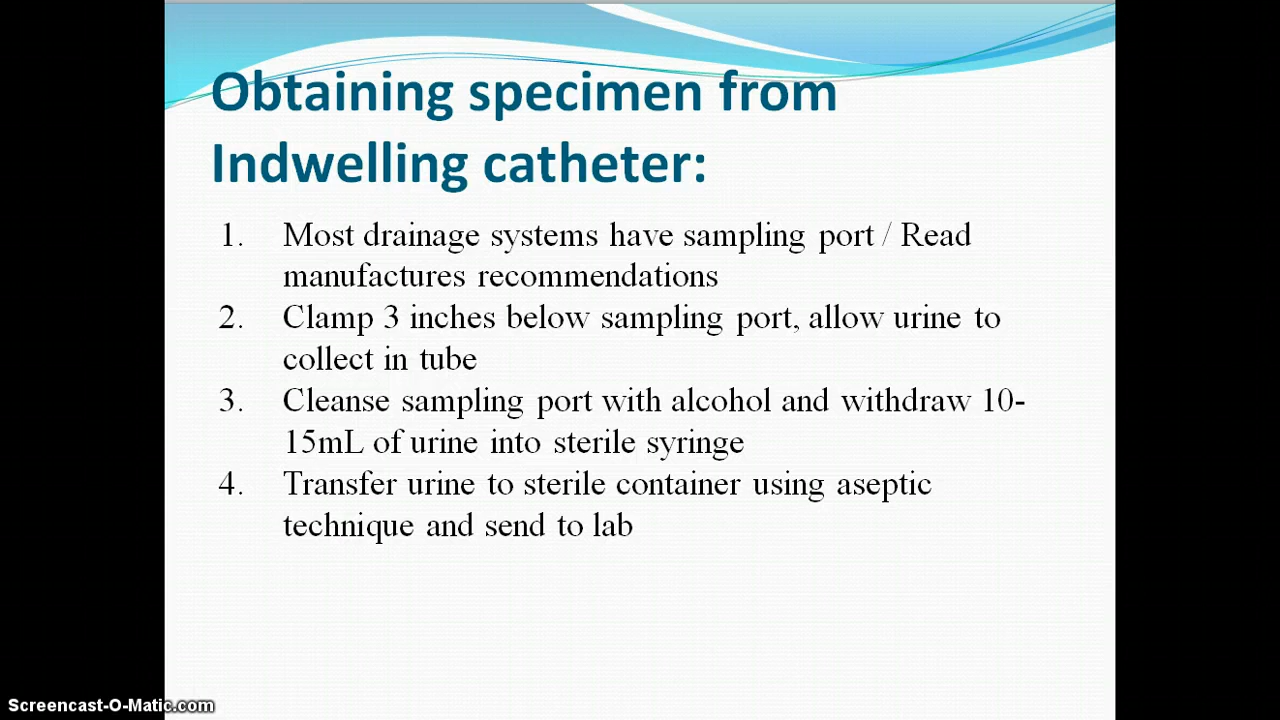 Obtaining specimen from
Indwelling catheter:
1. Most drainage systems have sampling port / Read
manufactures recommendations
2. Clamp 3 inches below sampling port, allow urine to
collect in tube
3. Cleanse sampling port with alcohol and withdraw 10-
15mL of urine into sterile syringe
4. Transfer urine to sterile container using aseptic
technique and send to lab
Screencast-O-Matic.com